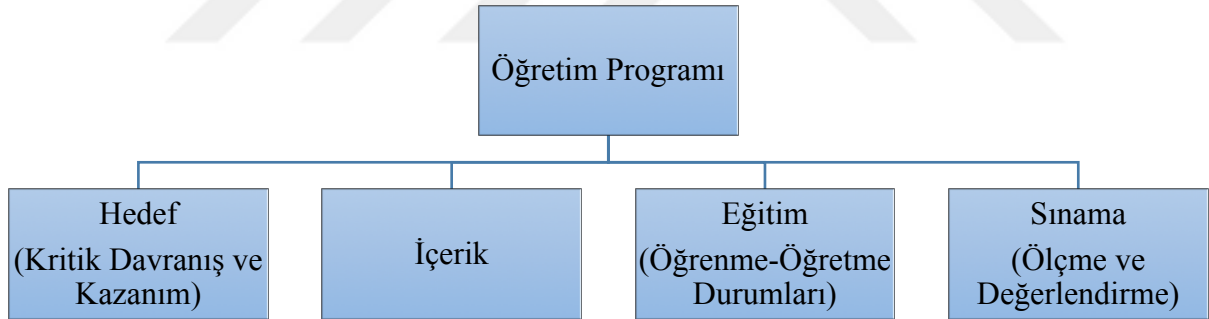 Öğretim Programı
Hedef
(Kritik Davranış ve
Kazanım)
İçerik
Eğitim
(Öğrenme-Öğretme
Durumları)
Sınama
(Ölçme ve
Değerlendirme)